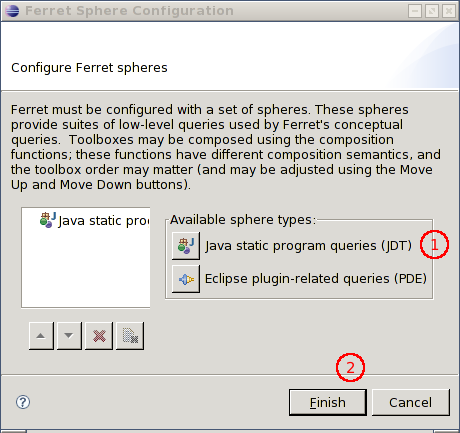 Ferret Sphere Configuration
Configure Ferret spheres
Ferret must be configured with a set of spheres. These spheres
provide suites of low-level queries used by Ferret's conceptual
queries. Toolboxes may be composed using the composition
functions; these functions have different composition semantics, and
the toolbox order may matter (and may be adjusted using the Move
Up and Move Down buttons).
Java static pro
Available sphere types:
Java static program queries (JDT)
1
Eclipse plugin-related queries (PDE)
2
?
Finish
Cancel